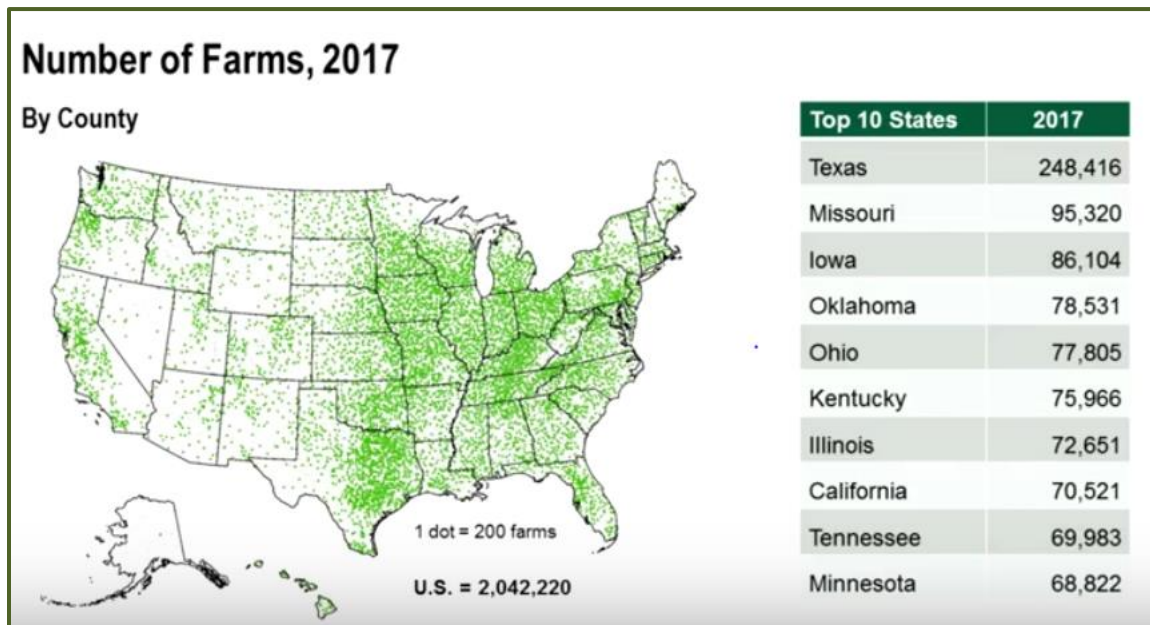 Number of Farms, 2017
By County
1 dot = 200 farms
U.S. = 2,042,220
Top 10 States 2017
Texas 248,416
Missouri 95,320
Iowa 86,104
Oklahoma 78,531
Ohio 77,805
Kentucky 75,966
Illinois 72,651
California 70,521
Tennessee 69,983
Minnesota 68,822